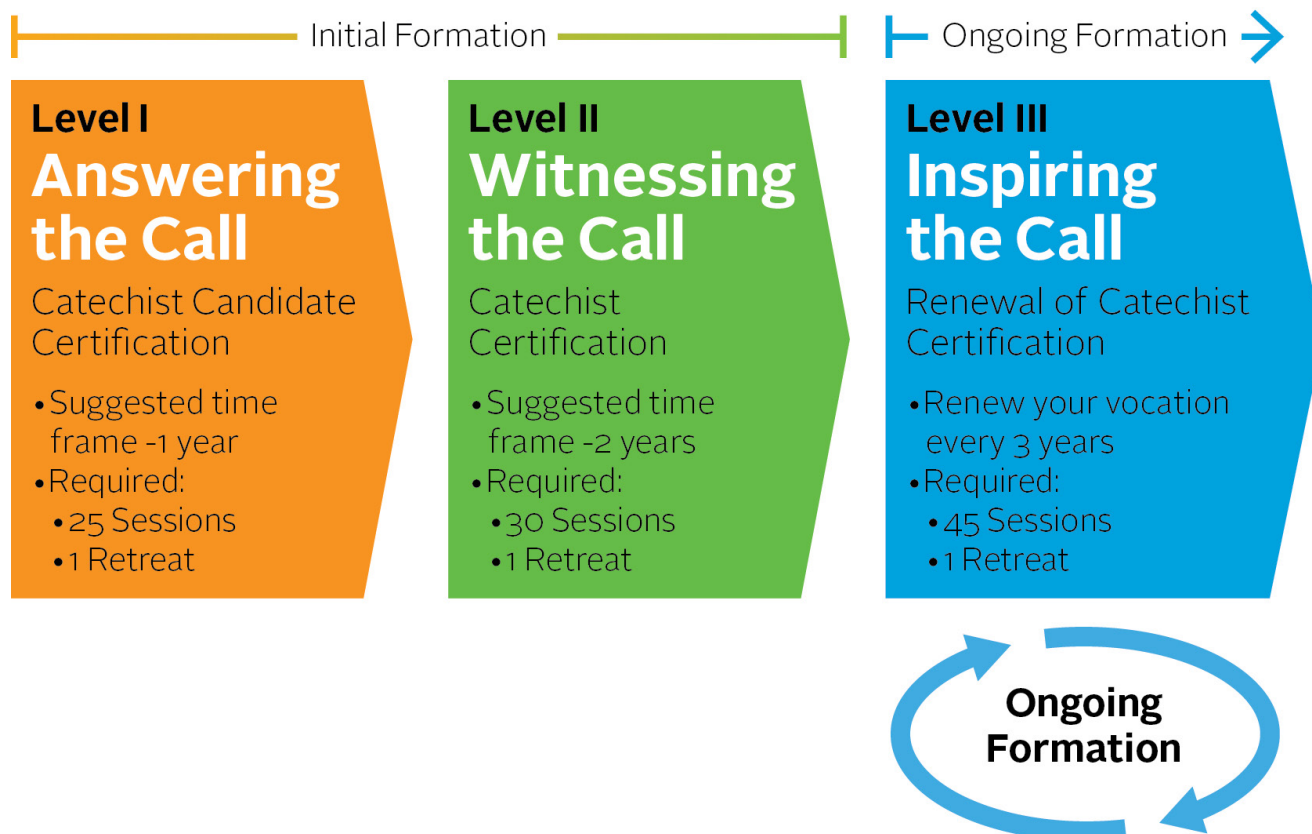 Initial Formation
Ongoing Formation
Level I
Answering
the Call
Catechist Candidate
Certification
•Suggested time
frame -1 year
•Required:
•25 Sessions
•1 Retreat
Level II
Witnessing
the Call
Catechist
Certification
•Suggested time
frame -2 years
•Required:
•30 Sessions
•1 Retreat
Level III
Inspiring
the Call
Renewal of Catechist
Certification
•Renew your vocation
every 3 years
•Required:
•45 Sessions
•1 Retreat
Ongoing
Formation